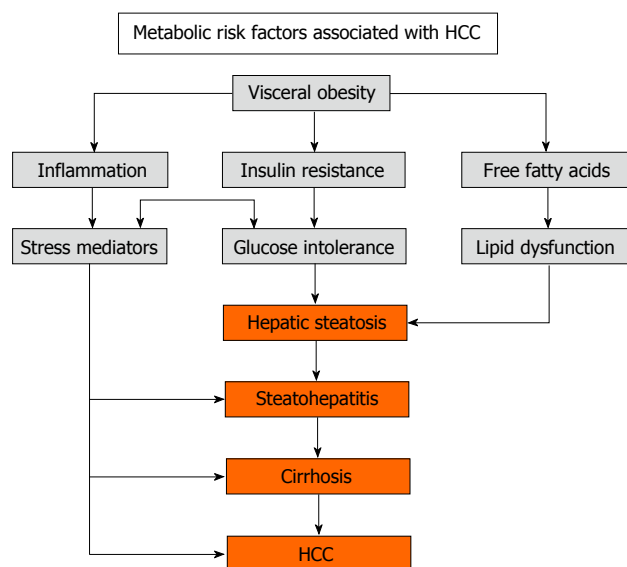 Metabolic risk factors associated with HCC
Visceral obesity
Inflammation
Insulin resistance
Free fatty acids
Stress mediators
Glucose intolerance
Lipid dysfunction
Hepatic steatosis
Steatohepatitis
Cirrhosis
HCC